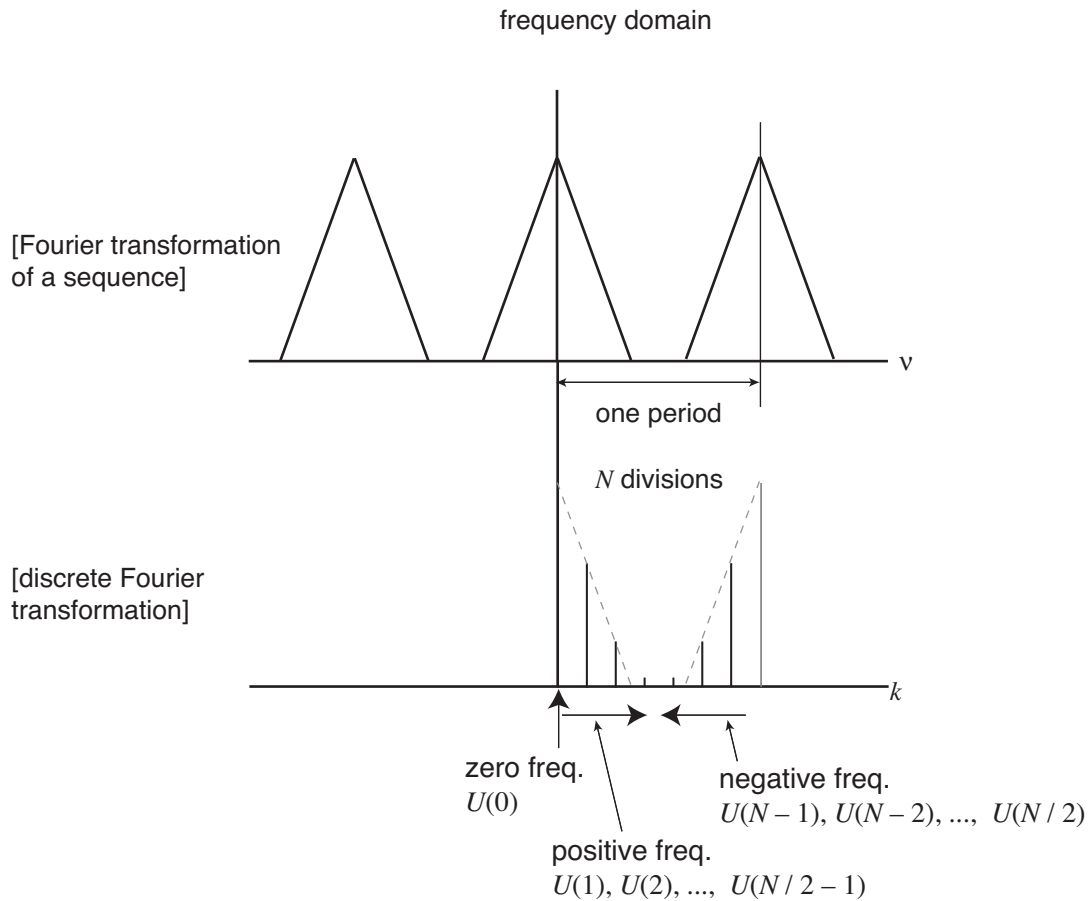 frequency domain
[Fourier transformation
of a sequence]
ν
one period
N divisions
[discrete Fourier
transformation]
k
zero freq.
U(0)
negative freq.
U(N – 1), U(N – 2), ..., U(N / 2)
positive freq.
U(1), U(2), ..., U(N / 2 – 1)